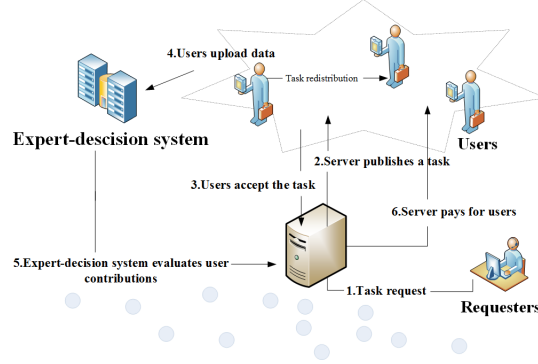 4.Users upload data
Task redistribution
Expert-descision system
Users
2.Server publishes a task
3.Users accept the task
6.Server pays for users
5.Expert-decision system evaluates user
contributions
1.Task request
Requesters